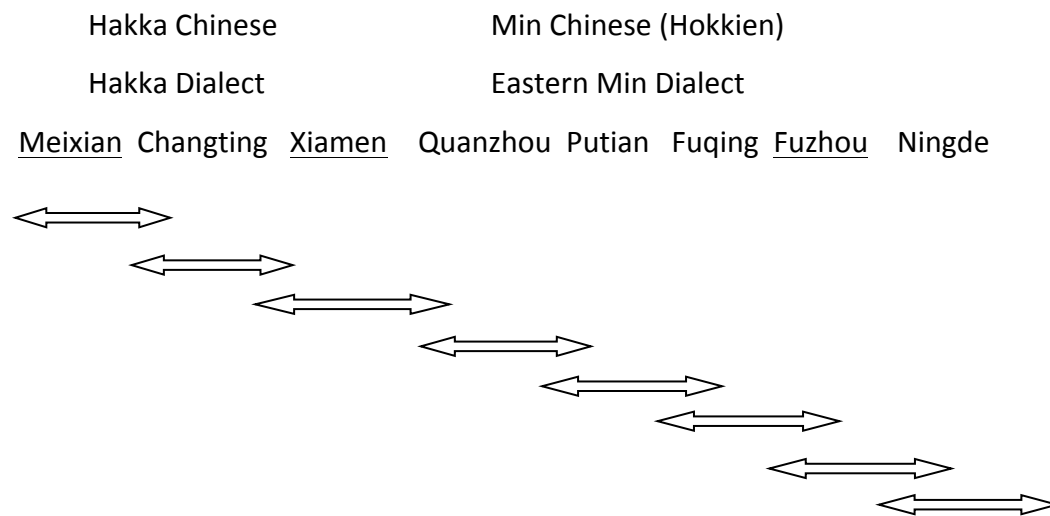 Hakka Chinese Min Chinese (Hokkien)
Hakka Dialect Eastern Min Dialect
Meixian Changting Xiamen Quanzhou Putian Fuqing Fuzhou Ningde